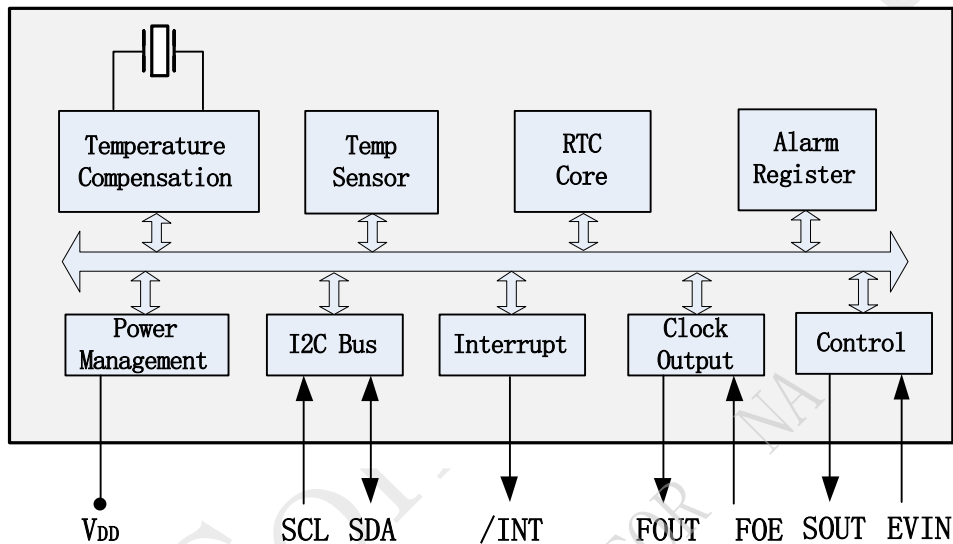 Temperature
Compensation
Temp
Sensor
RTC
Core
Alarm
Register
Power
Management
I2C Bus
Interrupt
Clock
Output
Control
VDD
SCL
SDA
/INT
FOUT
FOE
SOUT
EVIN